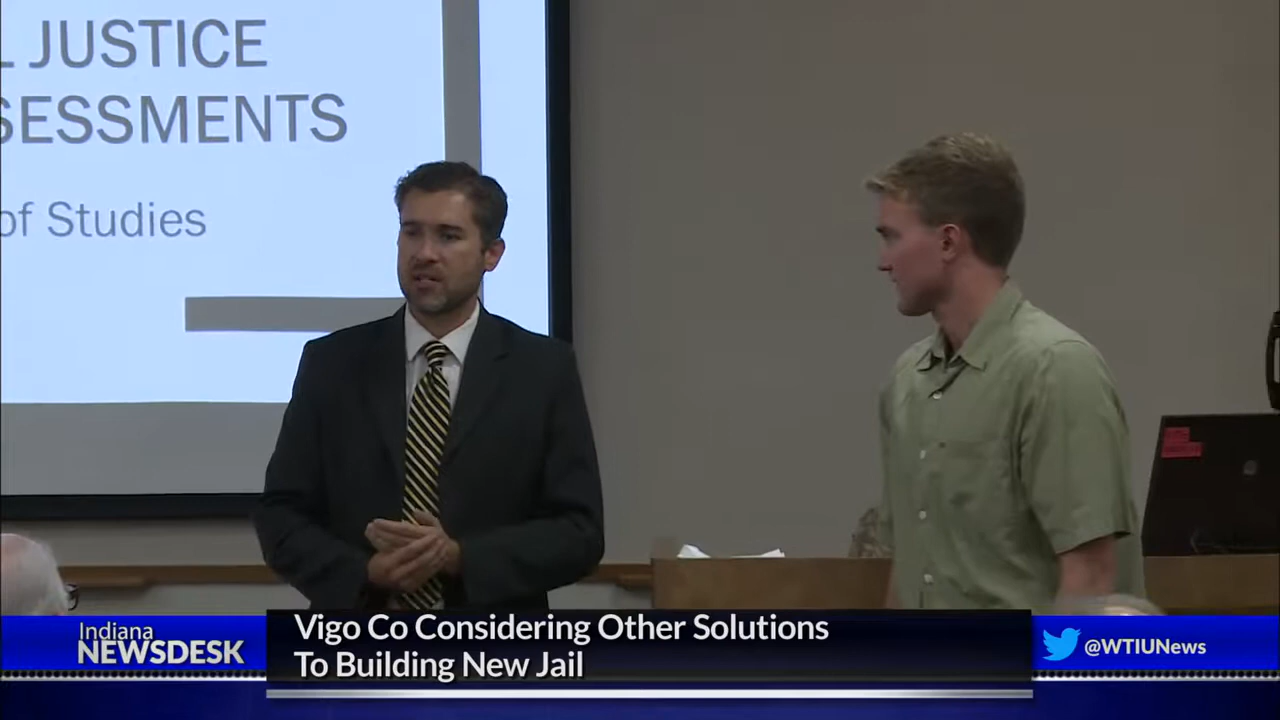 JUSTICE
SESSMENTS
of Studies
Indiana
NEWSDESK
Vigo Co Considering Other Solutions
To Building New Jail
@WTIUNews